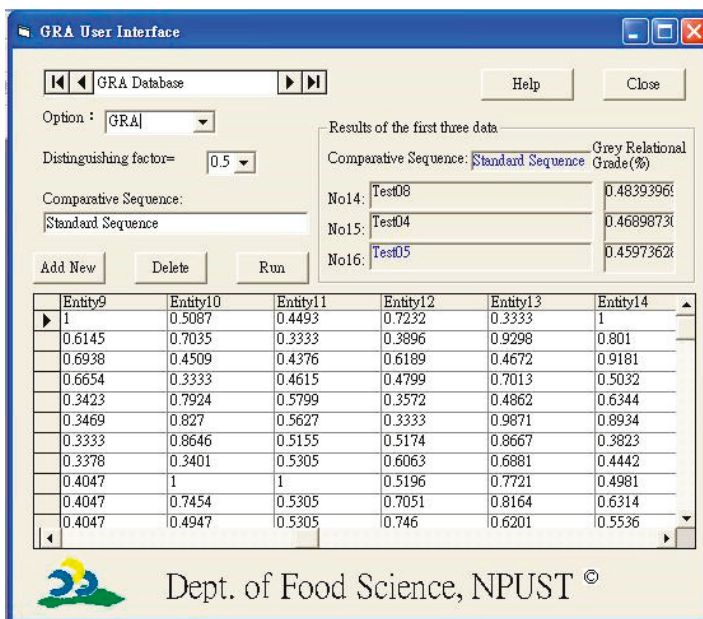 GRA User Interface
GRA Database
Help
Close
Option : GRA
Distinguishing factor= 0.5
Comparative Sequence:
Standard Sequence
Results of the first three data
Comparative Sequence: Standard Sequence
Grey Relational
Grade(%)
No14: Test08 0.4839396
No15: Test04 0.4689873
No16: Test05 0.4597362
Add New
Delete
Run
Entity9 Entity10 Entity11 Entity12 Entity13 Entity14
1 0.5087 0.4493 0.7232 0.3333 1
0.6145 0.7035 0.3333 0.3896 0.9298 0.801
0.6938 0.4509 0.4376 0.6189 0.4672 0.9181
0.6654 0.3333 0.4615 0.4799 0.7013 0.5032
0.3423 0.7924 0.5799 0.3572 0.4862 0.6344
0.3469 0.827 0.5627 0.3333 0.9871 0.8934
0.3333 0.8646 0.5155 0.5174 0.8667 0.3823
0.3378 0.3401 0.5305 0.6063 0.6881 0.4442
0.4047 1 1 0.5196 0.7721 0.4981
0.4047 0.7454 0.5305 0.7051 0.8164 0.6314
0.4047 0.4947 0.5305 0.746 0.6201 0.5536
Dept. of Food Science, NPUST ©